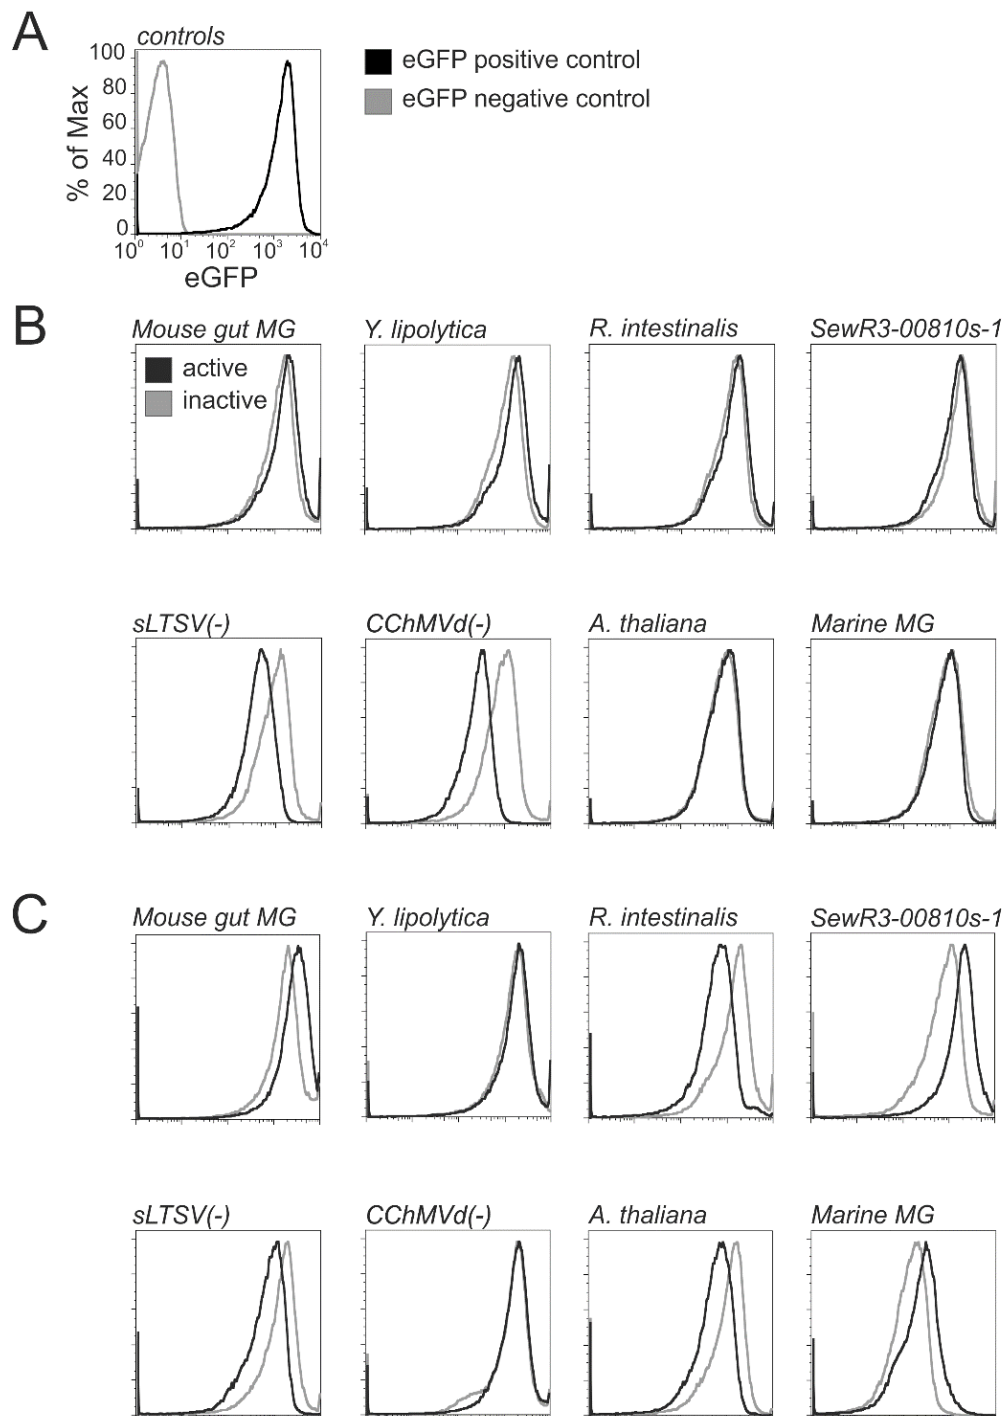 A
controls
100
80
60
40
20
0
% of Max
10⁰ 10¹ 10² 10³ 10⁴
eGFP
eGFP positive control
eGFP negative control
B
Mouse gut MG
Y. lipolytica
R. intestinalis
SewR3-00810s-1
active
inactive
sLTSV(-)
CChMVd(-)
A. thaliana
Marine MG
C
Mouse gut MG
Y. lipolytica
R. intestinalis
SewR3-00810s-1
sLTSV(-)
CChMVd(-)
A. thaliana
Marine MG